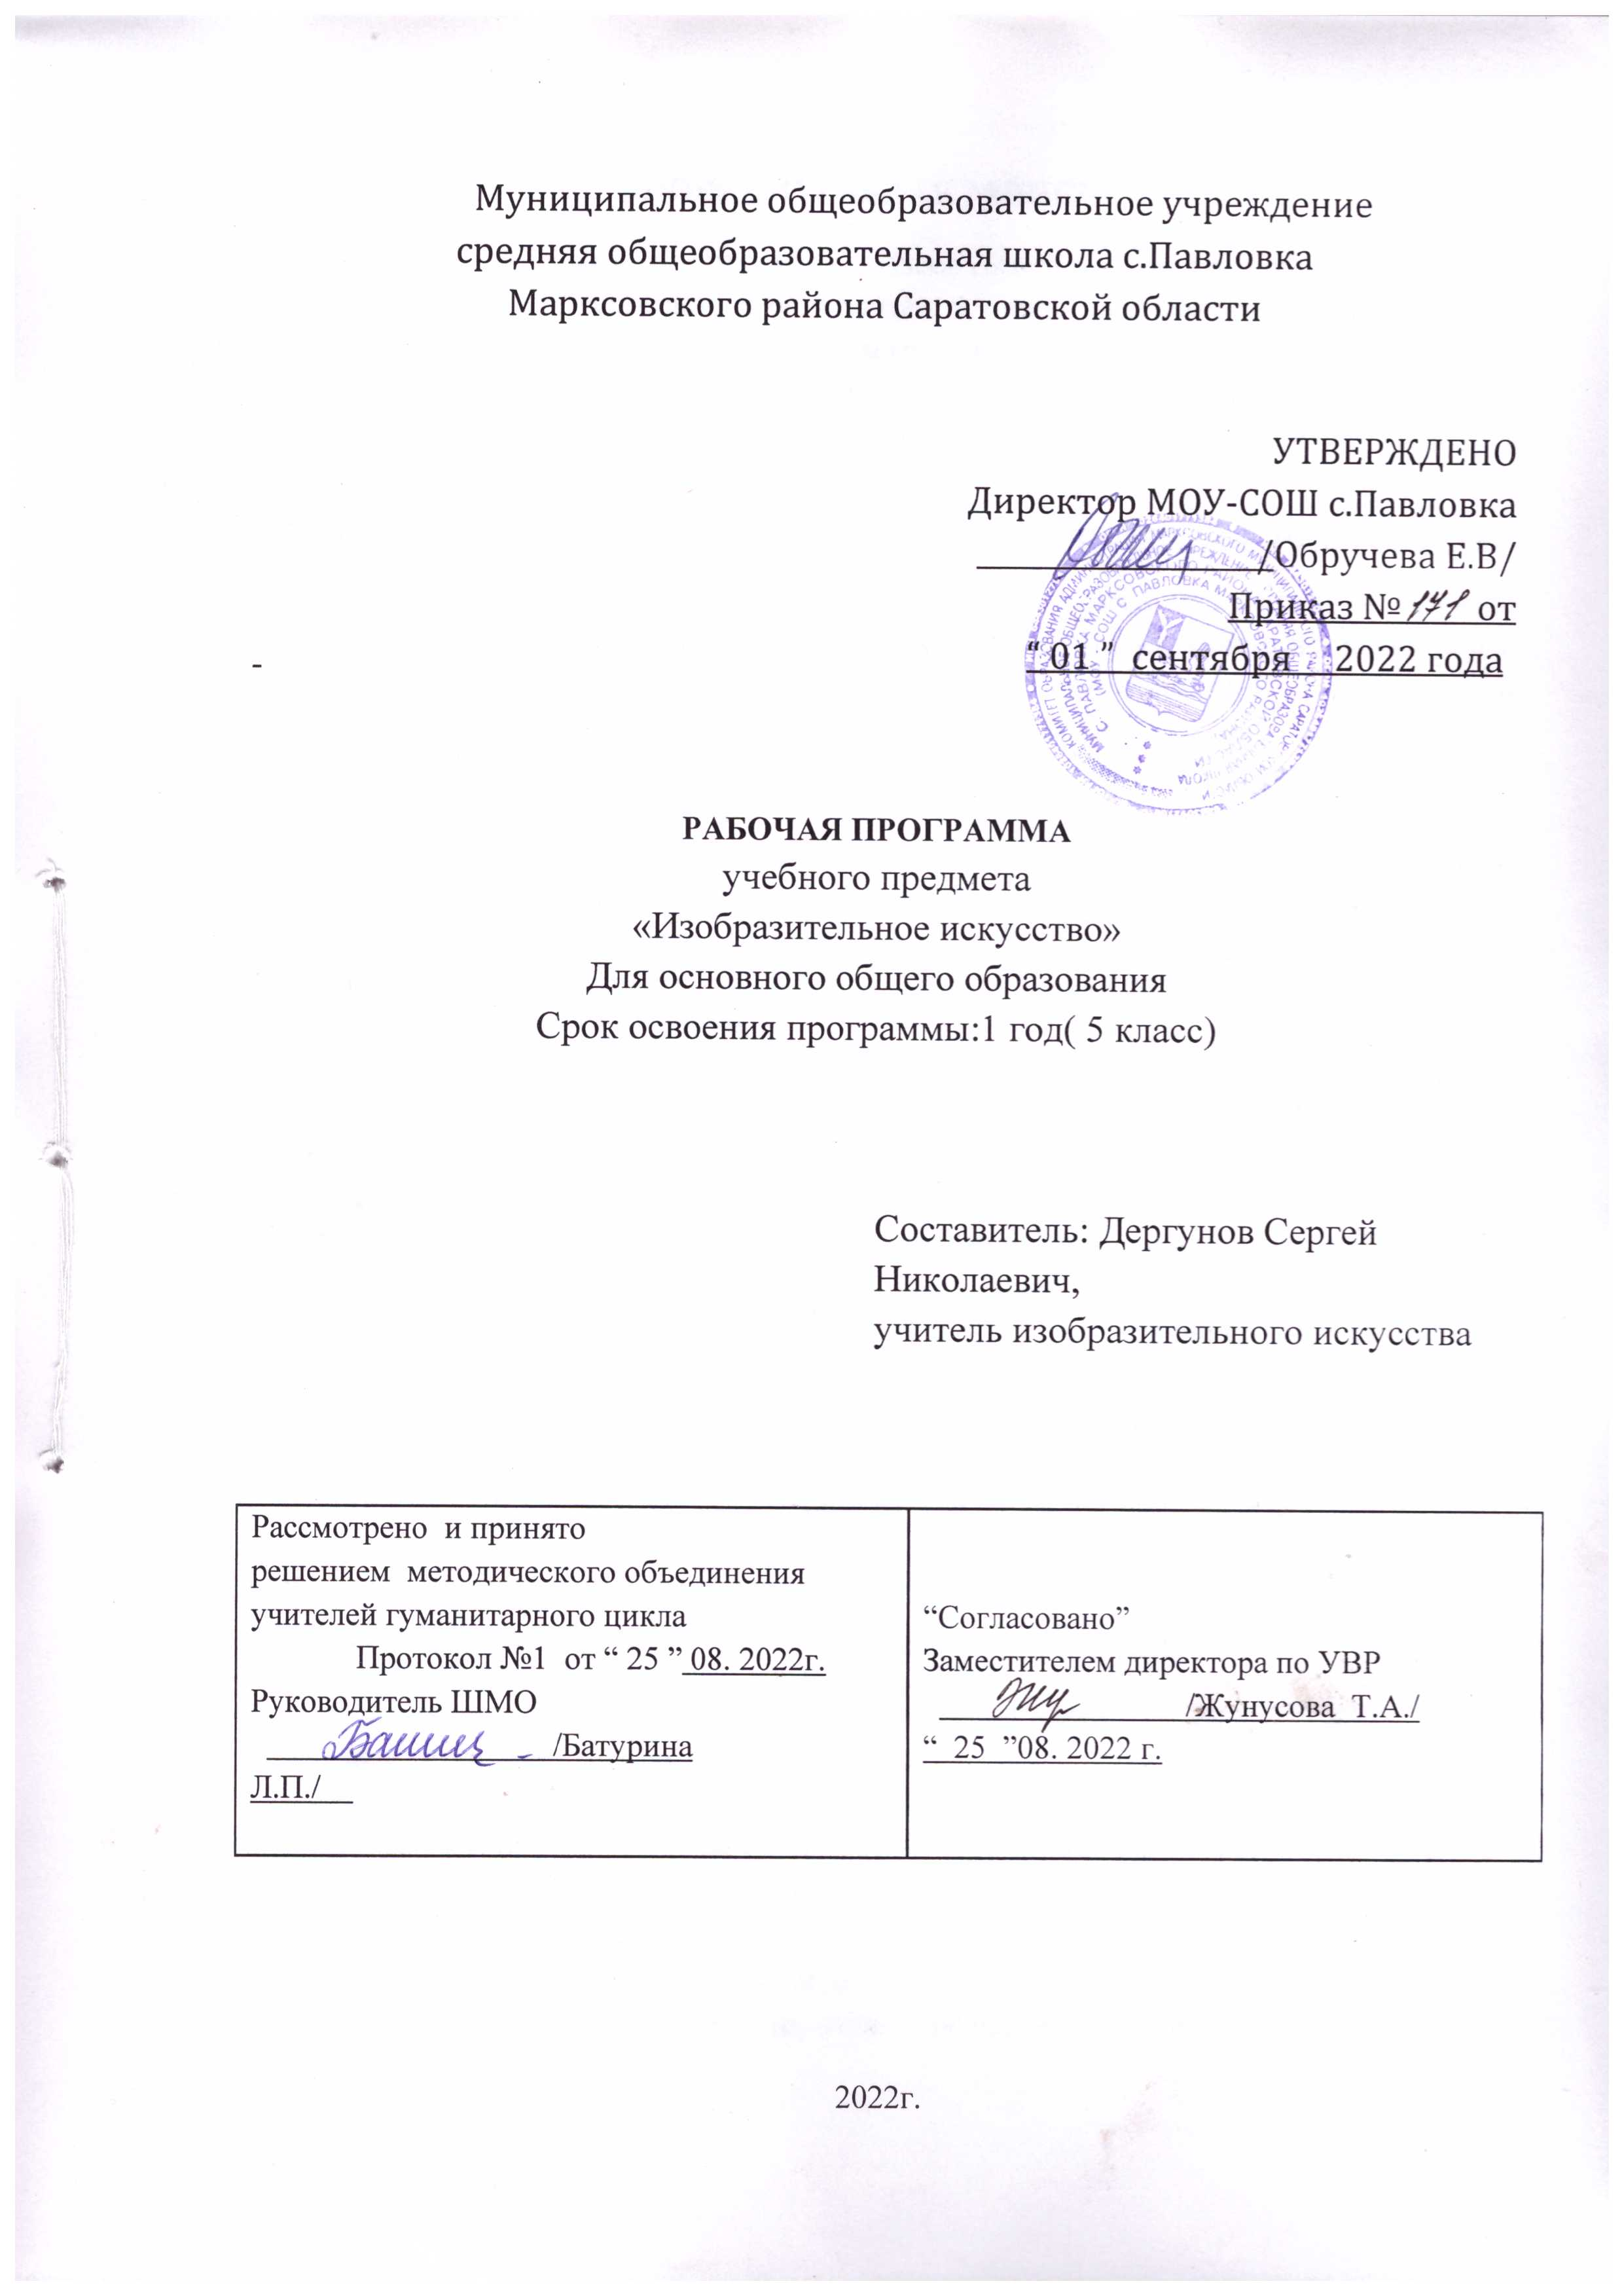 Муниципальное общеобразовательное учреждение
средняя общеобразовательная школа с.Павловка
Марксовского района Саратовской области
УТВЕРЖДЕНО
Директор МОУ-СОШ с.Павловка
/Обручева Е.В/
Приказ № 171 от
“ 01 ” сентября 2022 года
-
РАБОЧАЯ ПРОГРАММА
учебного предмета
«Изобразительное искусство»
Для основного общего образования
Срок освоения программы:1 год( 5 класс)
Составитель: Дергунов Сергей
Николаевич,
учитель изобразительного искусства
Рассмотрено и принято
решением методического объединения
учителей гуманитарного цикла
Протокол №1 от “ 25 ” 08. 2022г.
Руководитель ШМО
/Батурина
Л.П./
“Согласовано”
Заместителем директора по УВР
/Жунусова Т.А./
“ 25 ”08. 2022 г.
2022г.